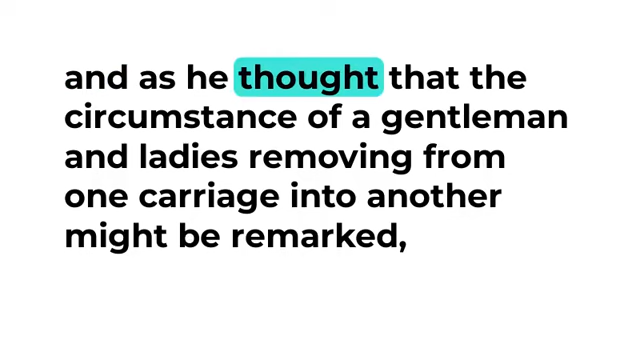 and as he thought that the
circumstance of a gentleman
and ladies removing from
one carriage into another
might be remarked,